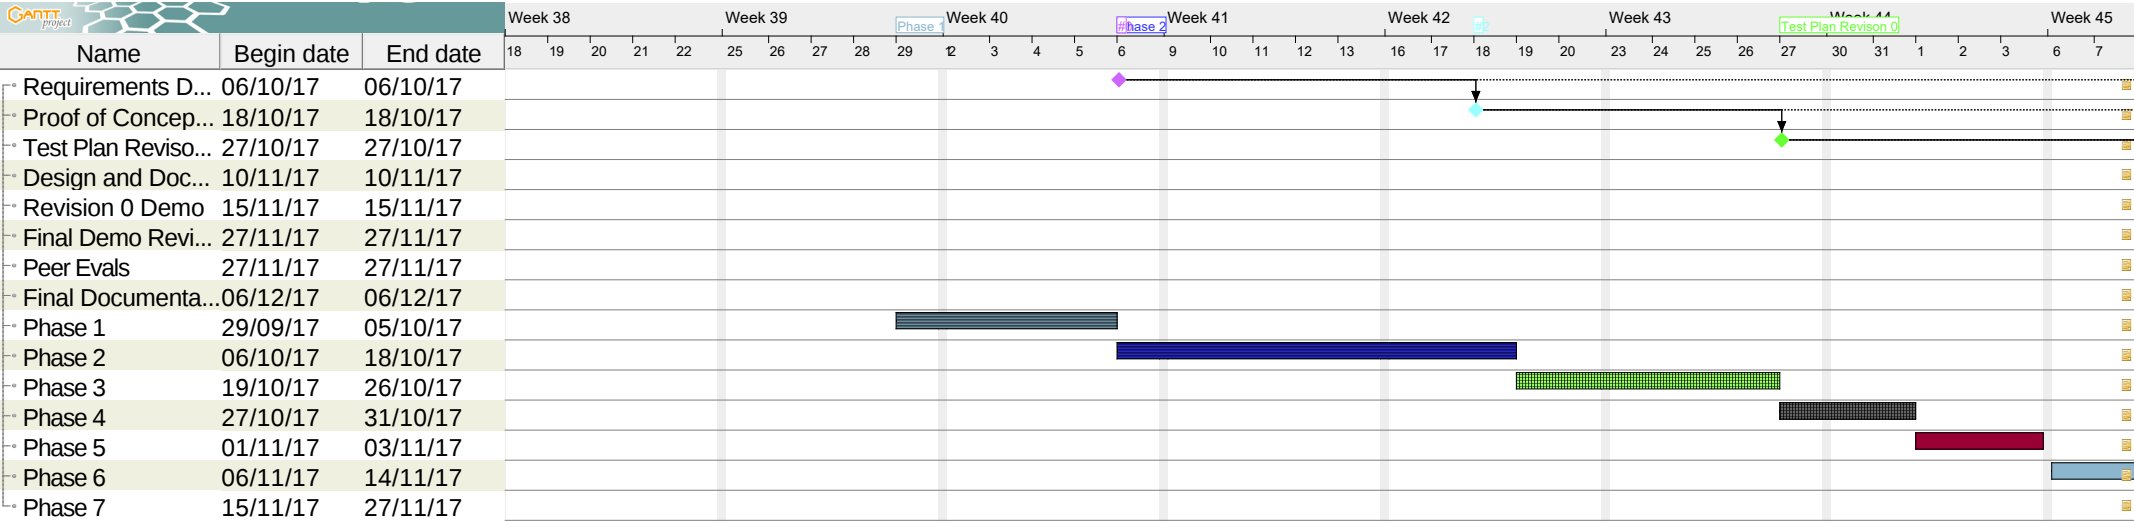 GANTT project
Week 38 Week 39 Week 40 Week 41 Week 42 Week 43 Week 44 Week 45
Phase 1 # hase 2 #2 Test Plan Revison 0
Name Begin date End date
18 19 20 21 22 25 26 27 28 29 2 3 4 5 6 9 10 11 12 13 16 17 18 19 20 23 24 25 26 27 30 31 1 2 3 6 7
Requirements D... 06/10/17 06/10/17
Proof of Concep... 18/10/17 18/10/17
Test Plan Reviso... 27/10/17 27/10/17
Design and Doc... 10/11/17 10/11/17
Revision 0 Demo 15/11/17 15/11/17
Final Demo Revi... 27/11/17 27/11/17
Peer Evals 27/11/17 27/11/17
Final Documenta... 06/12/17 06/12/17
Phase 1 29/09/17 05/10/17
Phase 2 06/10/17 18/10/17
Phase 3 19/10/17 26/10/17
Phase 4 27/10/17 31/10/17
Phase 5 01/11/17 03/11/17
Phase 6 06/11/17 14/11/17
Phase 7 15/11/17 27/11/17